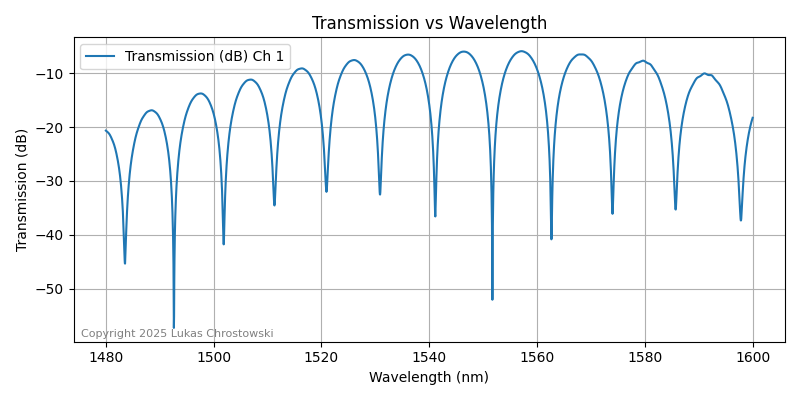 Transmission vs Wavelength
Transmission (dB) Ch 1
Transmission (dB)
−10
−20
−30
−40
−50
Copyright 2025 Lukas Chrostowski
1480 1500 1520 1540 1560 1580 1600
Wavelength (nm)